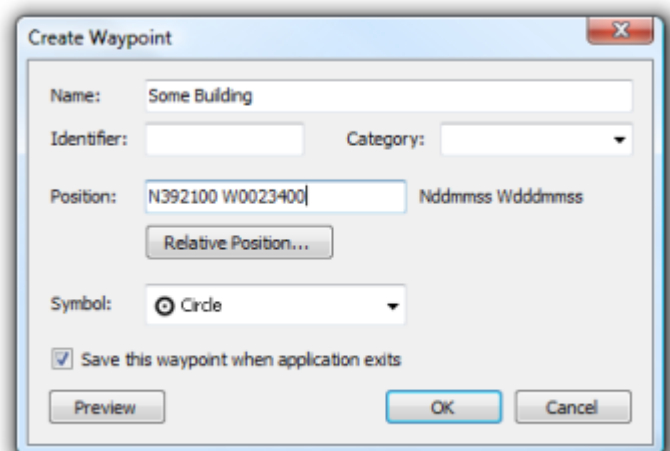 Create Waypoint
Name: Some Building
Identifier: Category:
Position: N392100 W0023400 Nddmmss Wdddmmss
Relative Position...
Symbol: Circle
Save this waypoint when application exits
Preview OK Cancel